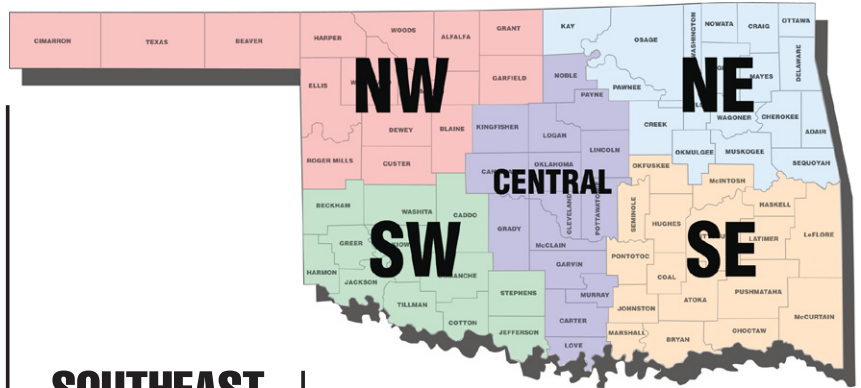 CIMARRON
TEXAS
BEAVER
HARPER
WOODS
ALFALFA
GRANT
KAY
OSAGE
WASHINGTON
NOWATA
CRAIG
OTTAWA
ELLIS
GARFIELD
NOBLE
PAWNEE
MAYES
DELAWARE
NW
NE
PAYNE
DEWEY
BLAINE
KINGFISHER
LOGAN
CREEK
WAGONER
CHEROKEE
ADAIR
ROGER MILLS
CUSTER
LINCOLN
OKMULGEE
MUSKOGEE
SEQUOYAH
OKLAHOMA
OKFUSKEE
McINTOSH
CENTRAL
BECKHAM
WASHITA
CADDO
GRADY
CLEVELAND
SEMINOLE
HUGHES
HASKELL
GREER
McCLAIN
PONTOTOC
LATIMER
LeFLORE
SW
SE
HARMON
JACKSON
GARVIN
COAL
TILLMAN
STEPHENS
MURRAY
ATOKA
PUSHMATAHA
COTTON
JEFFERSON
CARTER
JOHNSTON
McCURTAIN
LOVE
MARSHALL
BRYAN
CHOCTAW
SOUTHEAST